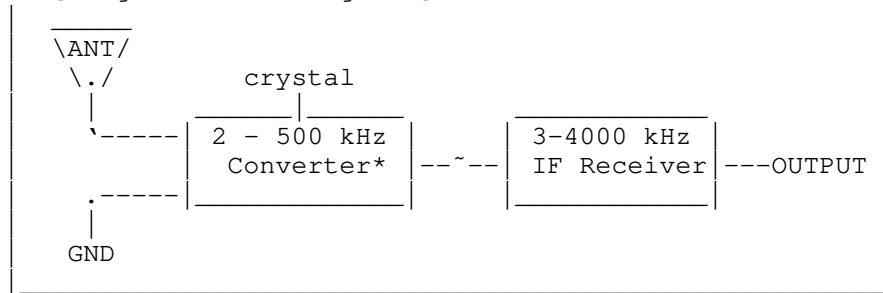 \ANT/
\./ crystal
2 - 500 kHz 3-4000 kHz
Converter* |--~--| IF Receiver|---OUTPUT
GND